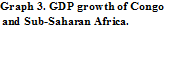 Graph 3. GDP growth of Congo
and Sub-Saharan Africa.